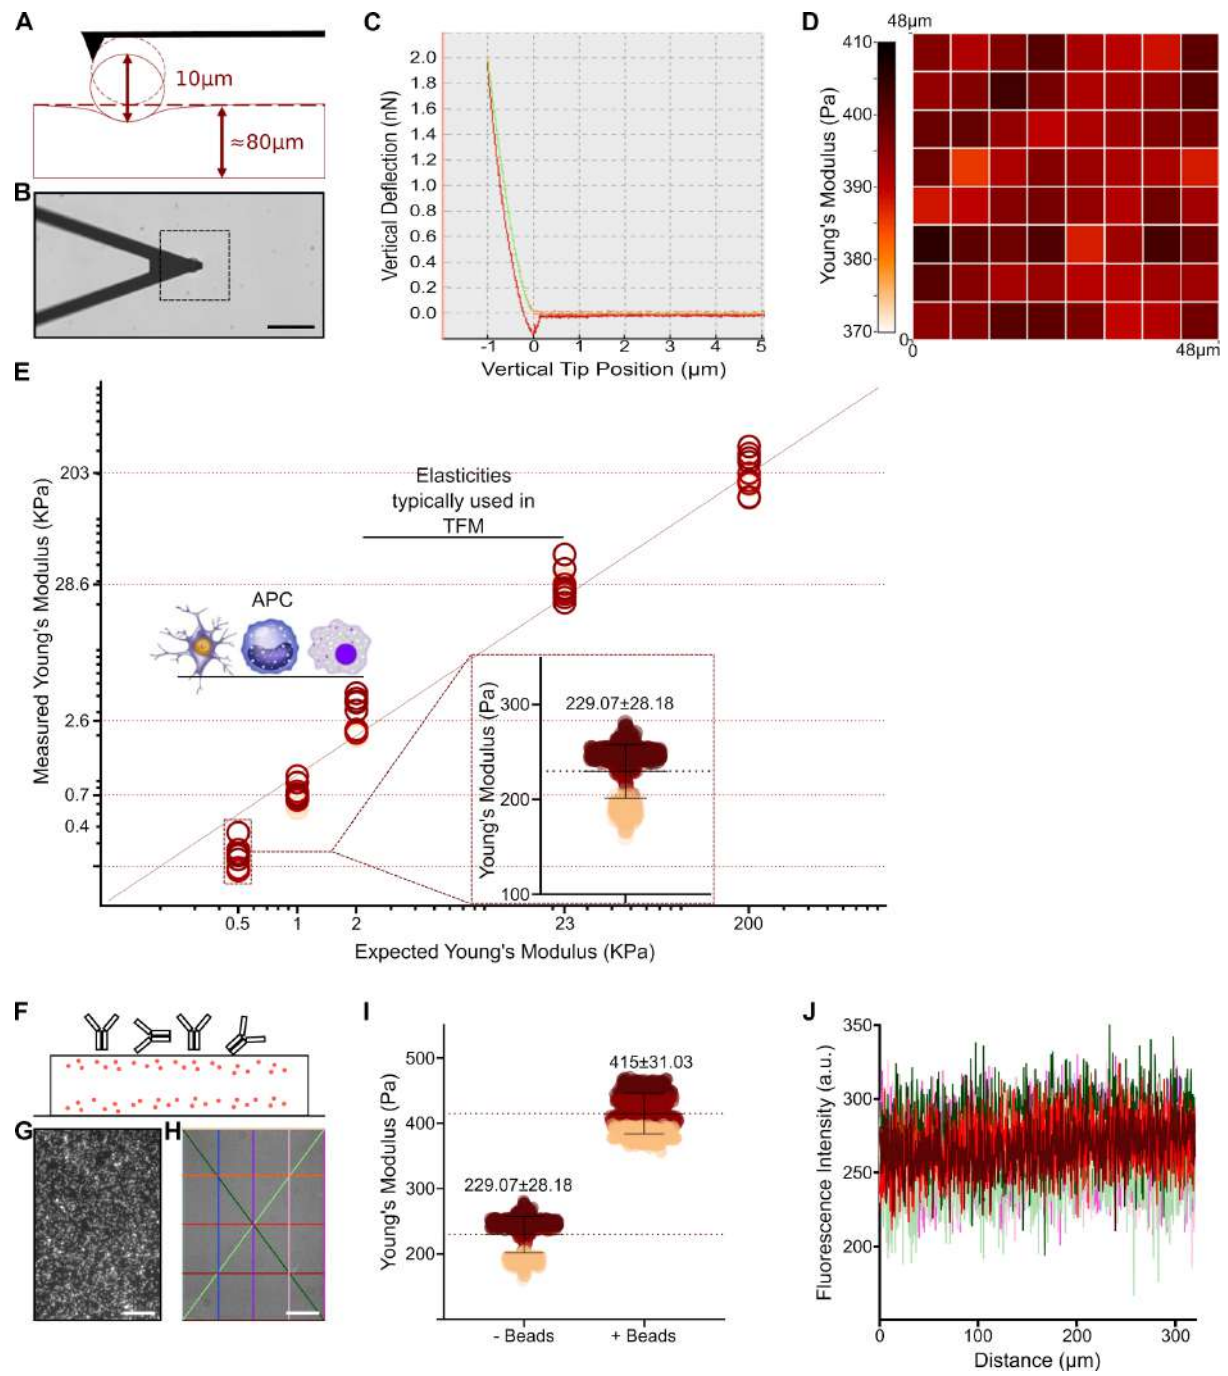 A
10μm
≈80μm
B
C
Vertical Deflection (nN)
2.0
1.8
1.6
1.4
1.2
1.0
0.8
0.6
0.4
0.2
0.0
-1
0
1
2
3
4
5
Vertical Tip Position (μm)
D
48μm
410
400
390
380
370
Young's Modulus (Pa)
0
0
48μm
E
Measured Young's Modulus (KPa)
203
28.6
2.6
0.7
0.4
Elasticities
typically used in
TFM
APC
Young's Modulus (Pa)
300
200
100
229.07±28.18
0.5
1
2
23
200
Expected Young's Modulus (KPa)
F
G
H
I
Young's Modulus (Pa)
500
400
300
200
415±31.03
229.07±28.18
- Beads
+ Beads
J
Fluorescence Intensity (a.u.)
350
300
250
200
0
100
200
300
Distance (μm)